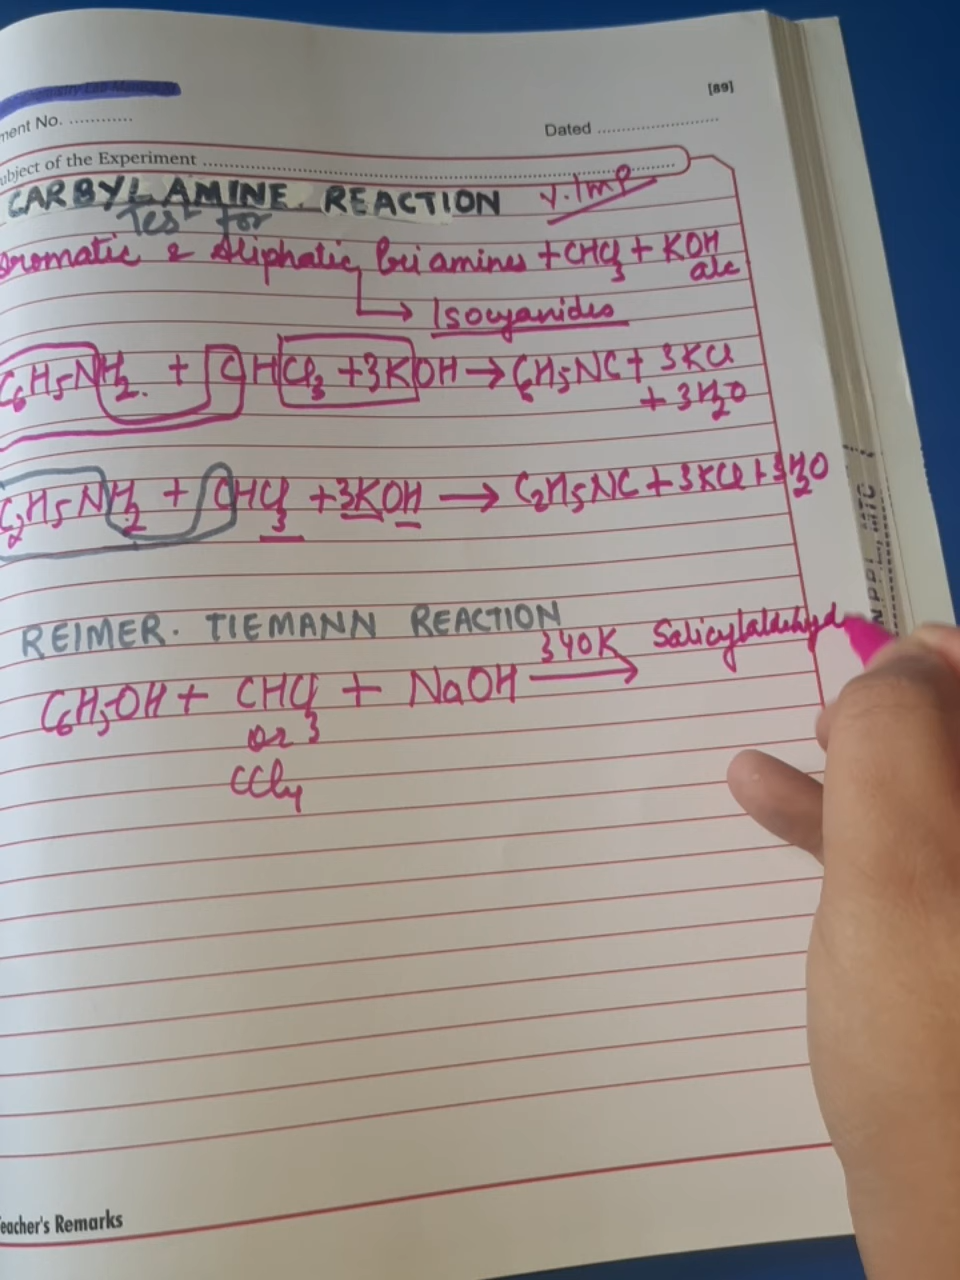 [89]
ment No. ............
Dated ........................
ubject of the Experiment
CARBYLAMINE. REACTION V.Imp
Test for
Aromatic & Aliphatic pri amines + CHCl3 + KOH
alc
Isocyanides
C6H5NH2. + CHCl3 + 3KOH → C6H5NC + 3KCl
+ 3H2O
C2H5NH2 + CHCl3 + 3KOH → C2H5NC + 3KCl + 3H2O
REIMER. TIEMANN REACTION
C6H5OH + CHCl3 + NaOH 340K → Salicylaldehyd
or
CCl4
eacher's Remarks